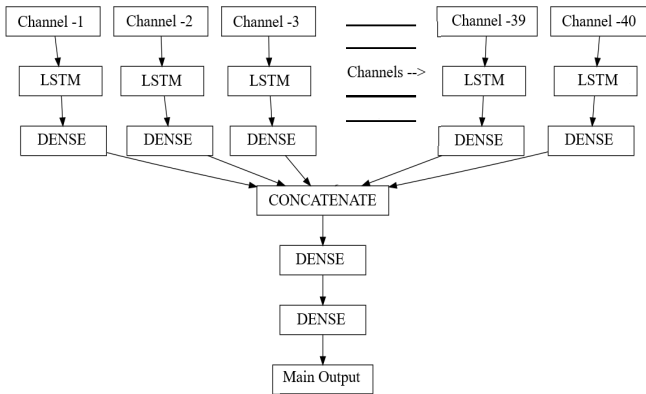 Channel -1
Channel -2
Channel -3
Channel -39
Channel -40
LSTM
LSTM
LSTM
Channels -->
LSTM
LSTM
DENSE
DENSE
DENSE
DENSE
DENSE
CONCATENATE
DENSE
DENSE
Main Output